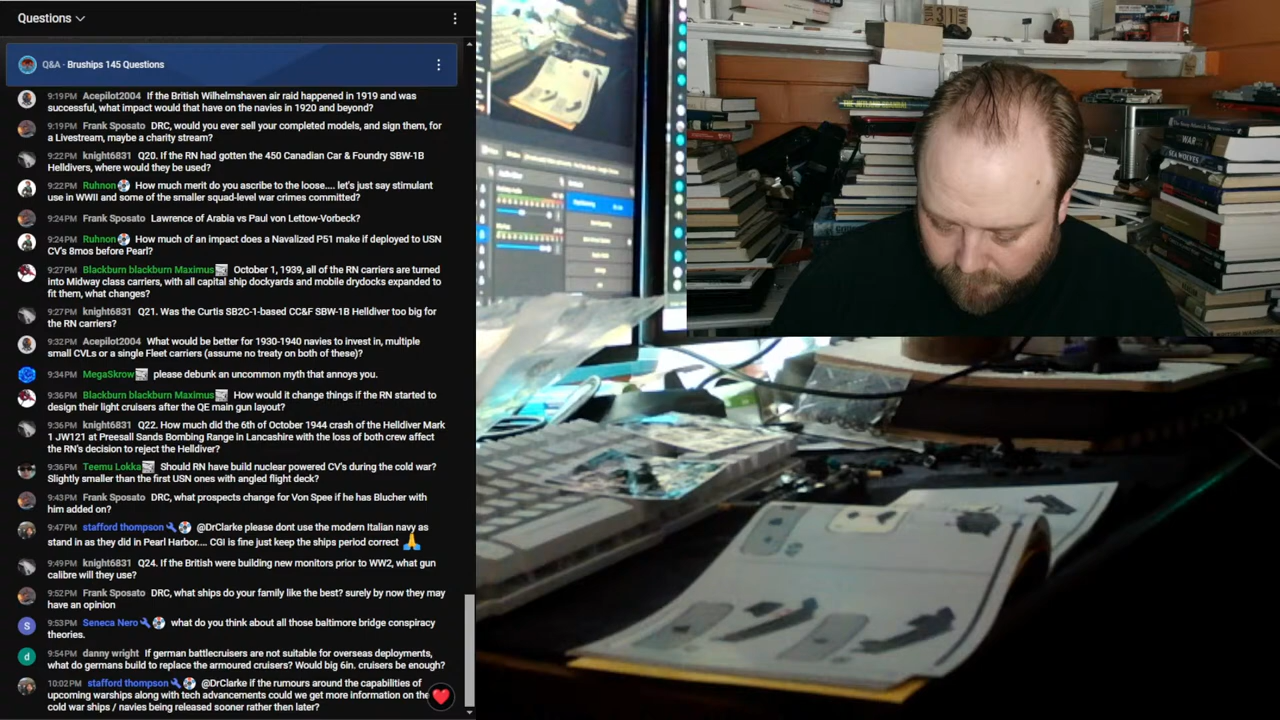 Questions
Q&A · Bruships 145 Questions
9:19PM Acepilot2004 If the British Wilhelmshaven air raid happened in 1919 and was
successful, what impact would that have on the navies in 1920 and beyond?
9:19PM Frank Sposato DRC, would you ever sell your completed models, and sign them, for
a Livestream, maybe a charity stream?
9:22PM knight6831 Q20. If the RN had gotten the 450 Canadian Car & Foundry SBW-1B
Helldivers, where would they be used?
9:22PM Ruhnon How much merit do you ascribe to the loose.... let's just say stimulant
use in WWII and some of the smaller squad-level war crimes committed?
9:24PM Frank Sposato Lawrence of Arabia vs Paul von Lettow-Vorbeck?
9:24PM Ruhnon How much of an impact does a Navalized P51 make if deployed to USN
CV's 8mos before Pearl?
9:27PM Blackburn blackburn Maximus October 1, 1939, all of the RN carriers are turned
into Midway class carriers, with all capital ship dockyards and mobile drydocks expanded to
fit them, what changes?
9:27PM knight6831 Q21. Was the Curtis SB2C-1-based CC&F SBW-1B Helldiver too big for
the RN carriers?
9:32PM Acepilot2004 What would be better for 1930-1940 navies to invest in, multiple
small CVLs or a single Fleet carriers (assume no treaty on both of these)?
9:34PM MegaSkrow please debunk an uncommon myth that annoys you.
9:36PM Blackburn blackburn Maximus How would it change things if the RN started to
design their light cruisers after the QE main gun layout?
9:36PM knight6831 Q22. How much did the 6th of October 1944 crash of the Helldiver Mark
1 JW121 at Preesall Sands Bombing Range in Lancashire with the loss of both crew affect
the RN's decision to reject the Helldiver?
9:36PM Teemu Lokka Should RN have build nuclear powered CV's during the cold war?
Slightly smaller than the first USN ones with angled flight deck?
9:43PM Frank Sposato DRC, what prospects change for Von Spee if he has Blucher with
him added on?
9:47PM stafford thompson @DrClarke please dont use the modern Italian navy as
stand in as they did in Pearl Harbor.... CGI is fine just keep the ships period correct 🙏
9:49PM knight6831 Q24. If the British were building new monitors prior to WW2, what gun
calibre will they use?
9:52PM Frank Sposato DRC, what ships do your family like the best? surely by now they may
have an opinion
S 9:53PM Seneca Nero what do you think about all those baltimore bridge conspiracy
theories.
d 9:54PM danny wright If german battlecruisers are not suitable for overseas deployments,
what do germans build to replace the armoured cruisers? Would big 6in. cruisers be enough?
10:02PM stafford thompson @DrClarke if the rumours around the capabilities of
upcoming warships along with tech advancements could we get more information on the
cold war ships / navies being released sooner rather then later?
WAR
SEA WOLVES